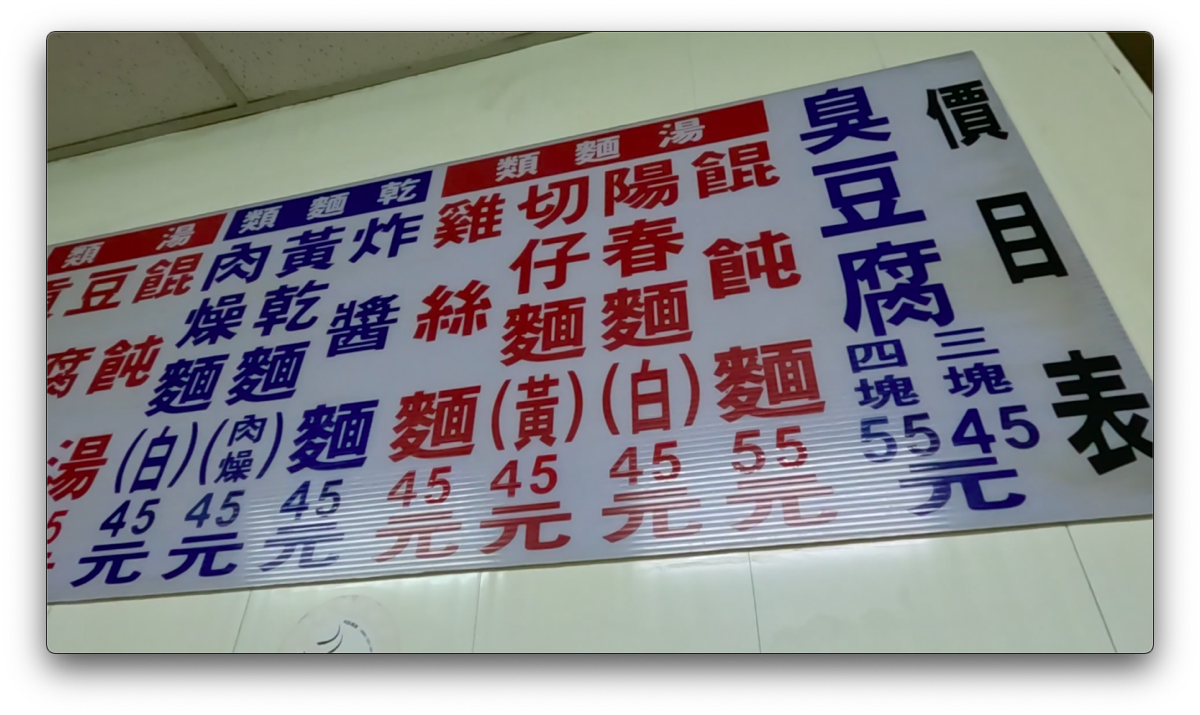 價目表
臭豆腐
三塊45元
四塊55
湯麵類
餛飩麵55元
陽春麵(白)45元
切仔麵(黃)45元
雞絲麵45元
乾麵類
炸醬麵45元
黃乾麵(肉燥)45元
肉燥麵(白)45元
湯類
餛飩湯
豆腐